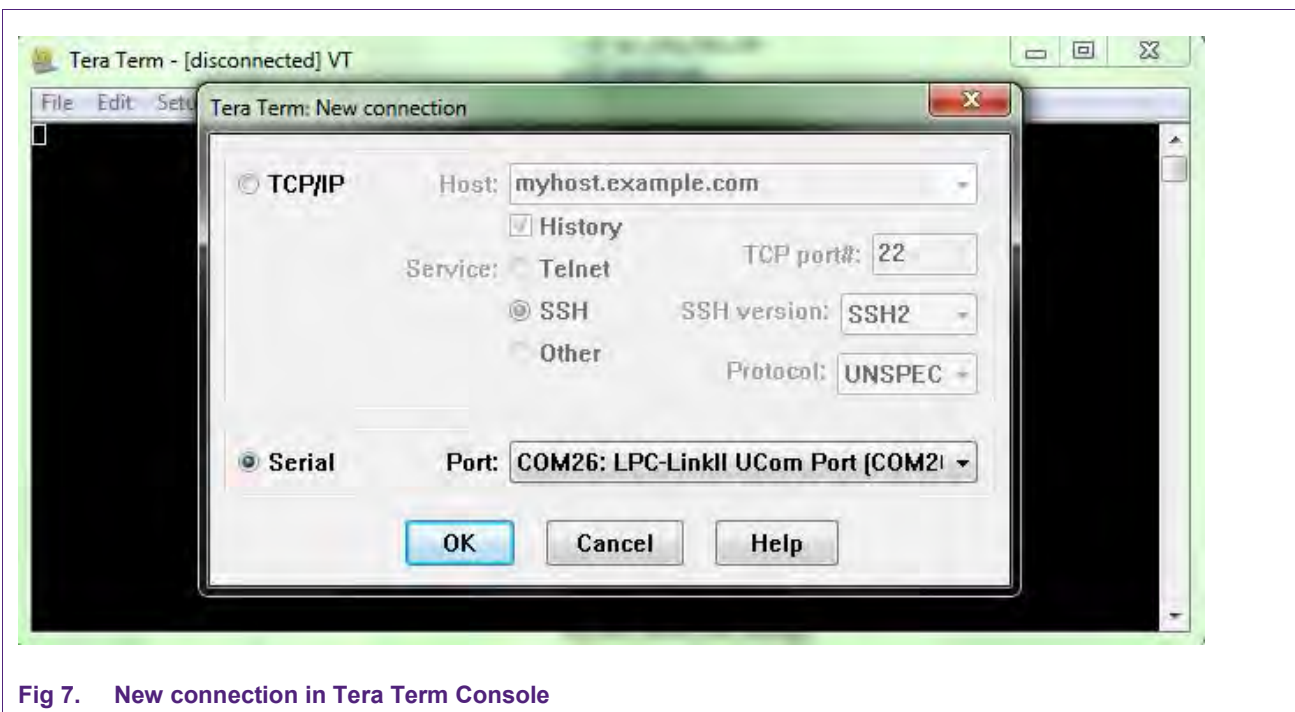 Tera Term - [disconnected] VT
File Edit Setu
Tera Term: New connection
TCP/IP Host: myhost.example.com
History
Service: Telnet TCP port#: 22
SSH SSH version: SSH2
Other Protocol: UNSPEC
Serial Port: COM26: LPC-LinkII UCom Port (COM2
OK Cancel Help
Fig 7. New connection in Tera Term Console